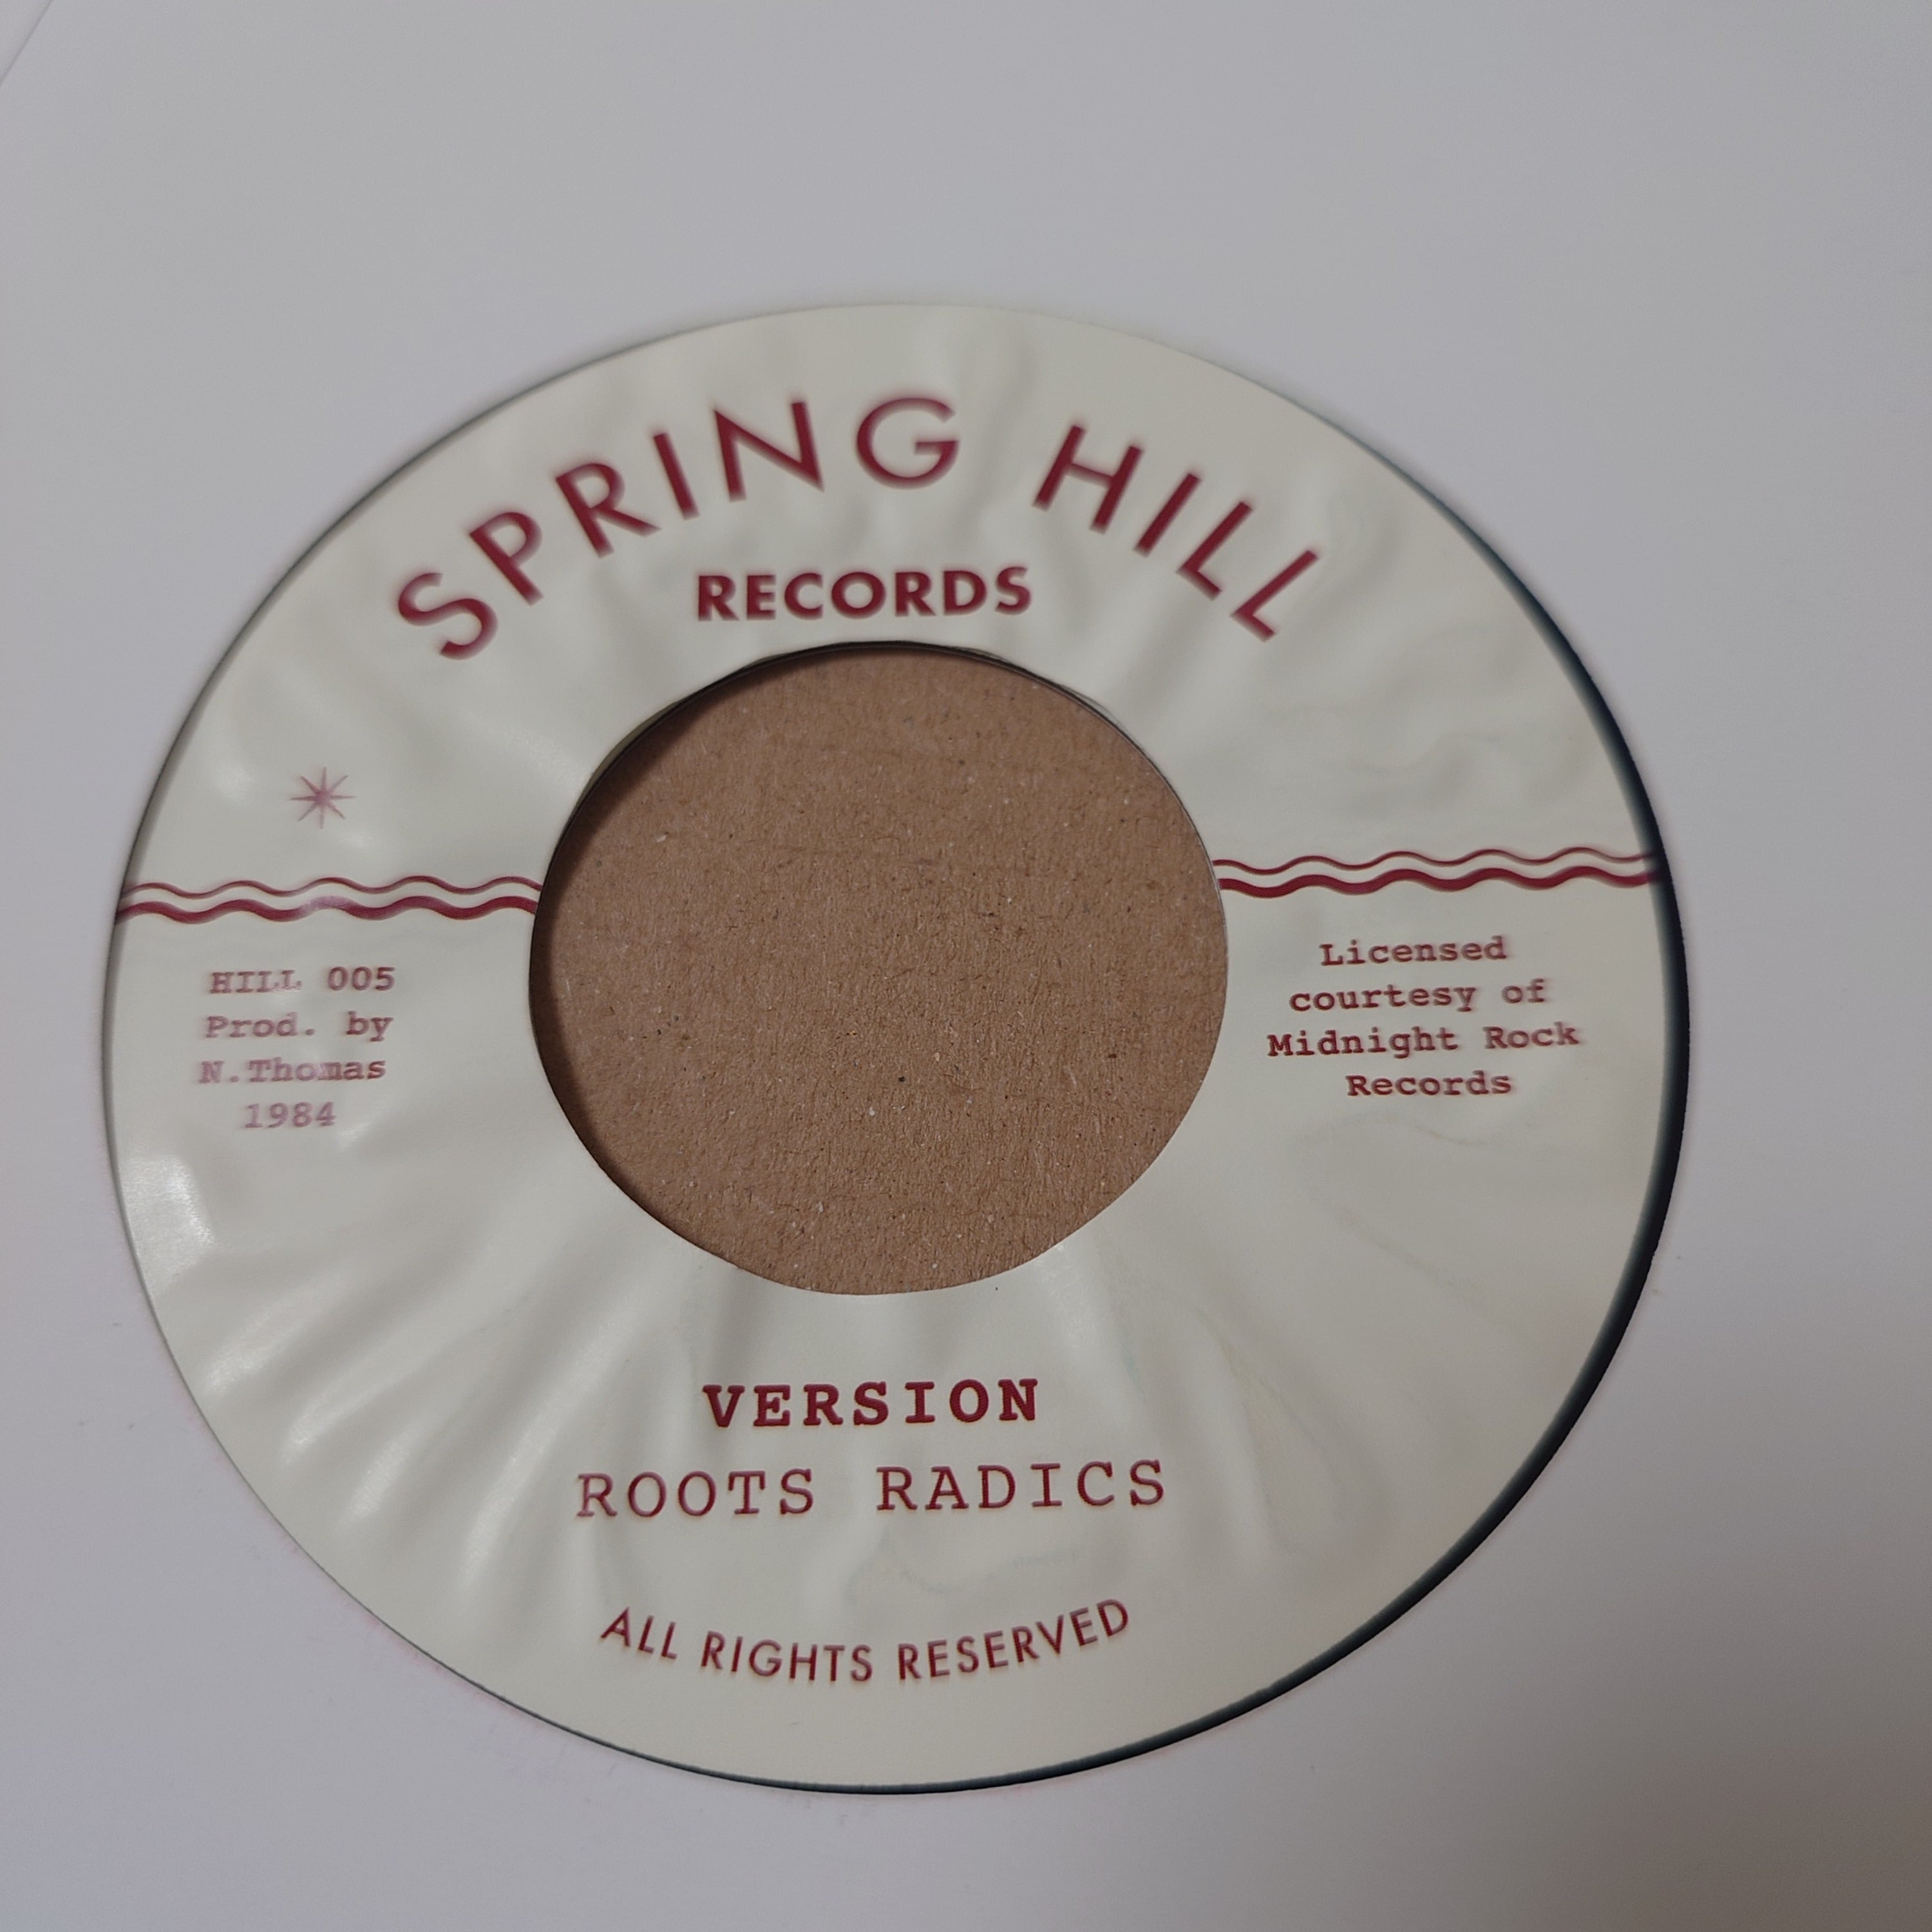 SPRING HILL
RECORDS
HILL 005
Prod. by
N.Thomas
1984
Licensed
courtesy of
Midnight Rock
Records
VERSION
ROOTS RADICS
ALL RIGHTS RESERVED